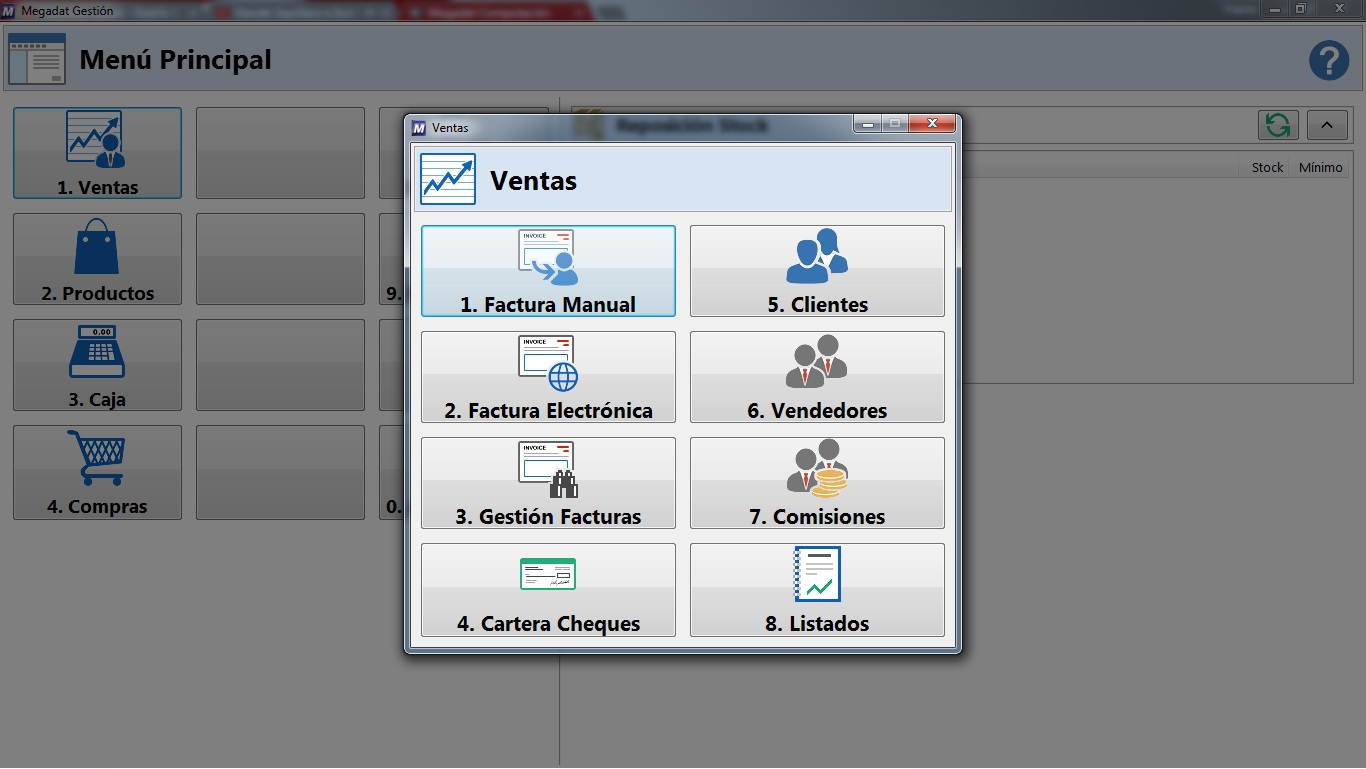 Megadat Gestión
Menú Principal
?
1. Ventas
2. Productos
9.
3. Caja
4. Compras
0.
Reposición Stock
Stock
Mínimo
M Ventas
Ventas
INVOICE
1. Factura Manual
5. Clientes
INVOICE
2. Factura Electrónica
6. Vendedores
INVOICE
3. Gestión Facturas
7. Comisiones
4. Cartera Cheques
8. Listados
0,00